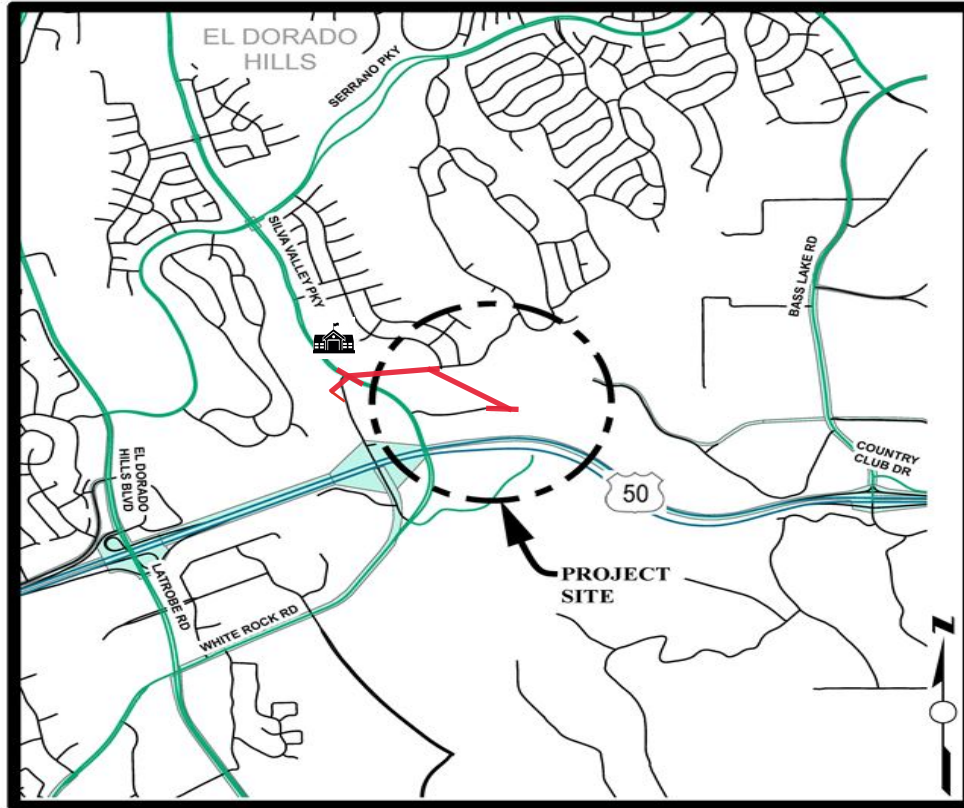 EL DORADO
HILLS
SERRANO PKY
SILVA VALLEY PKY
BASS LAKE RD
EL DORADO
HILLS BLVD
COUNTRY
CLUB DR
50
LATROBE RD
PROJECT
SITE
WHITE ROCK RD
N